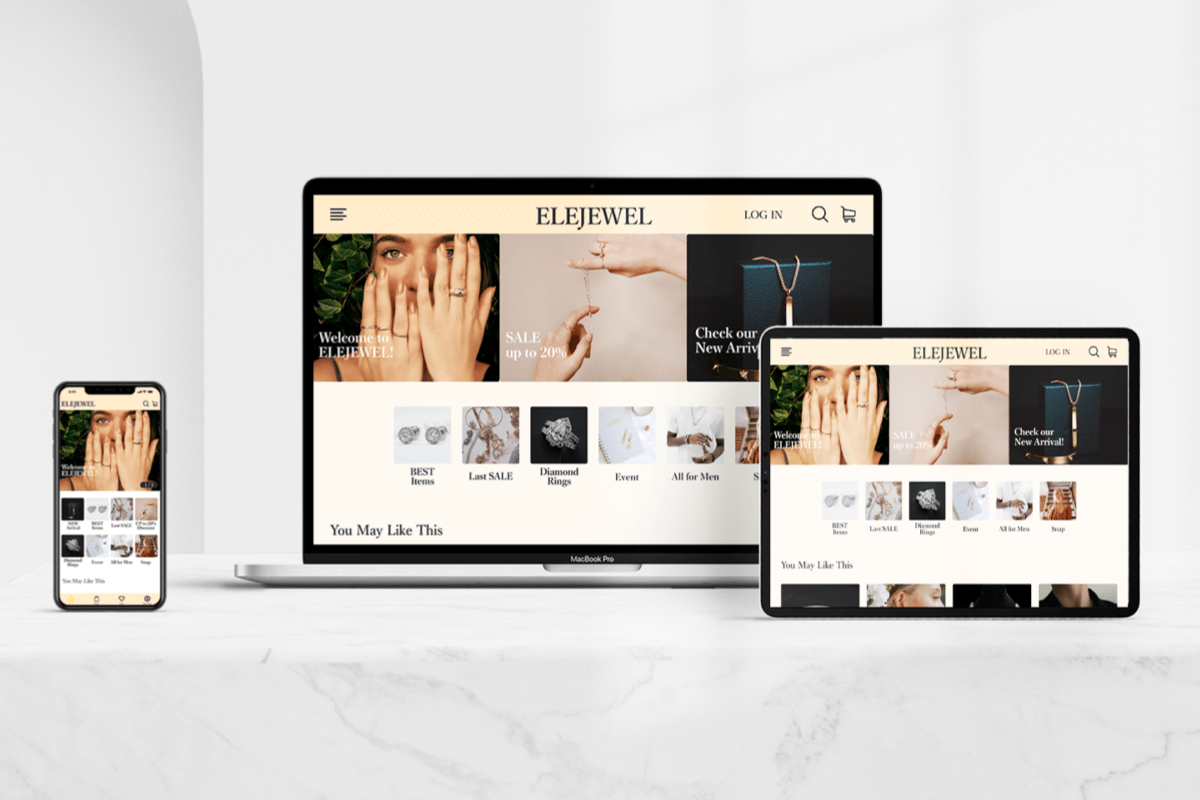 ELEJEWEL
LOG IN
Welcome to
ELEJEWEL!
SALE
up to 20%
Check our
New Arriv
BEST
Items
Last SALE
Diamond
Rings
Event
All for Men
S
You May Like This
MacBook Pro
ELEJEWEL
LOG IN
Welcome to
ELEJEWEL!
SALE
up to 20%
Check our
New Arrival!
BEST
Items
Last SALE
Diamond
Rings
Event
All for Men
Snap
You May Like This
ELEJEWEL
Welcome to
ELEJEWEL!
NEW
Arrival
BEST
Items
Last SALE
UP to 20%
Discount
Diamond
Rings
Event
All for Men
Snap
You May Like This